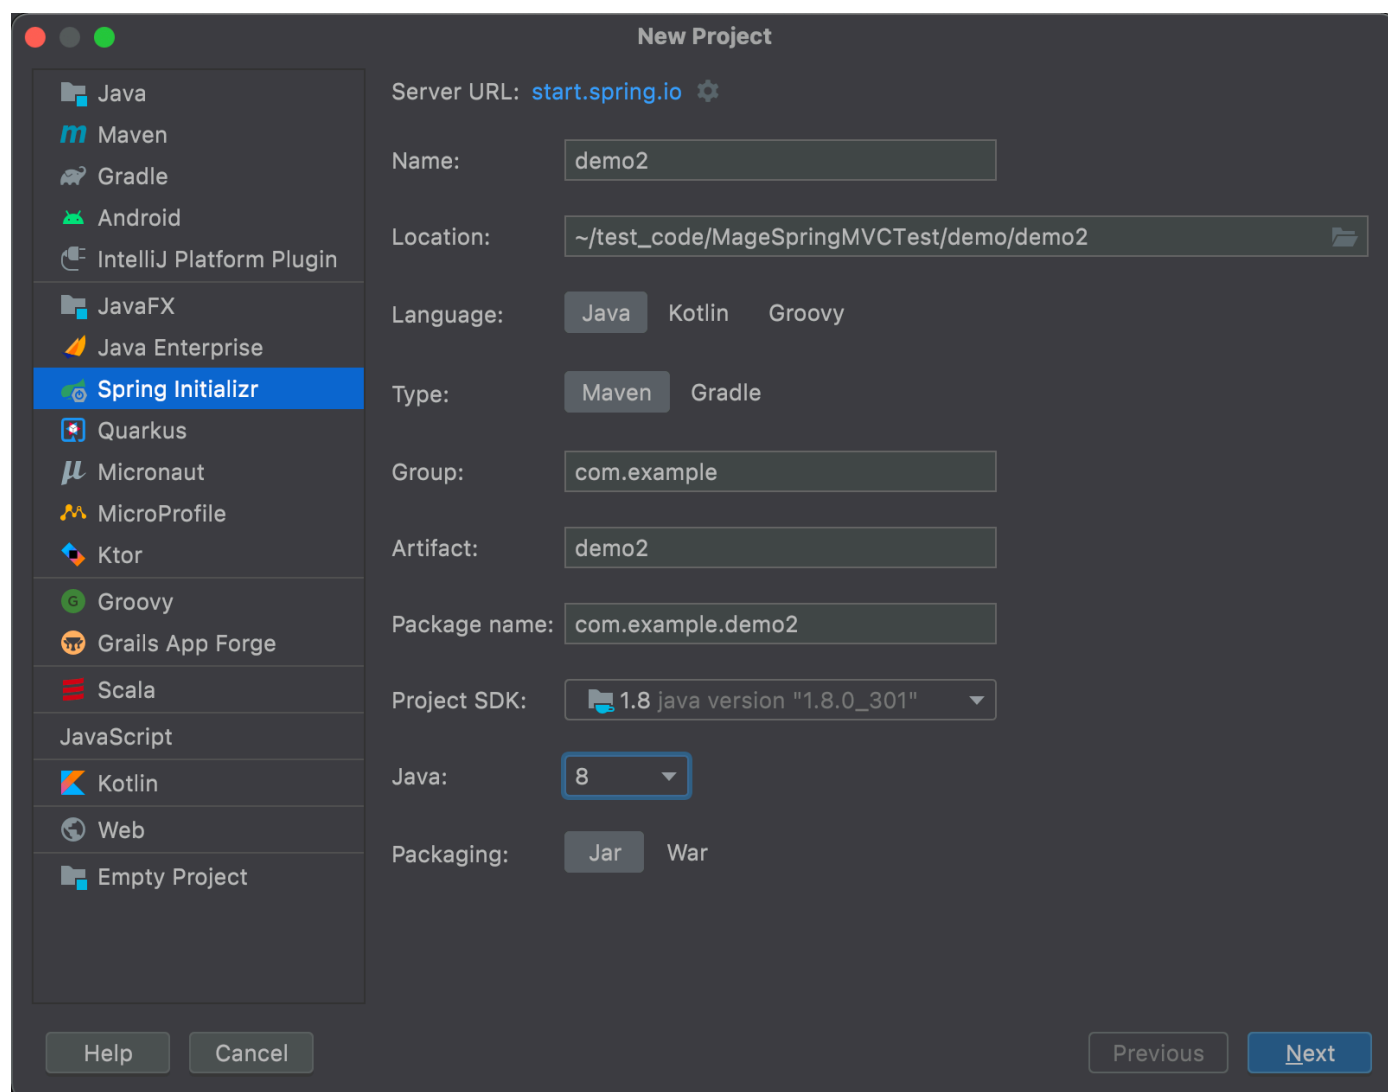 New Project
Java
Maven
Gradle
Android
IntelliJ Platform Plugin
JavaFX
Java Enterprise
Spring Initializr
Quarkus
Micronaut
MicroProfile
Ktor
Groovy
Grails App Forge
Scala
JavaScript
Kotlin
Web
Empty Project
Server URL: start.spring.io
Name: demo2
Location: ~/test_code/MageSpringMVCTest/demo/demo2
Language: Java Kotlin Groovy
Type: Maven Gradle
Group: com.example
Artifact: demo2
Package name: com.example.demo2
Project SDK: 1.8 java version "1.8.0_301"
Java: 8
Packaging: Jar War
Help Cancel Previous Next